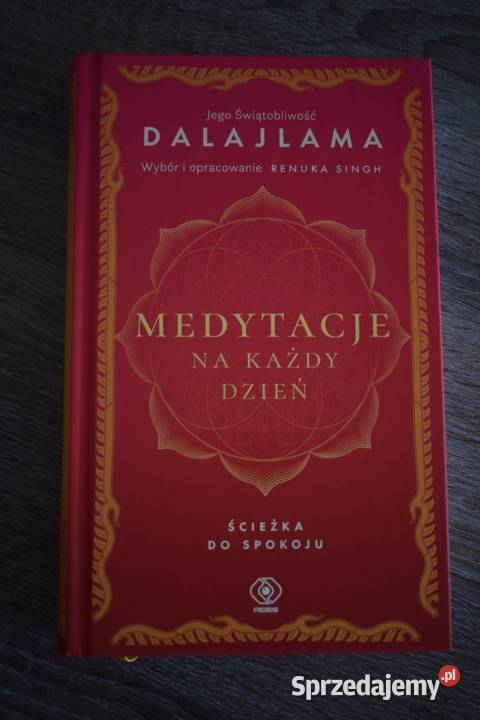 Jego Świątobliwość
DALAJLAMA
Wybór i opracowanie RENUKA SINGH
MEDYTACJE
NA KAŻDY
DZIEŃ
ŚCIEŻKA
DO SPOKOJU
REBIS
Sprzedajemy.pl